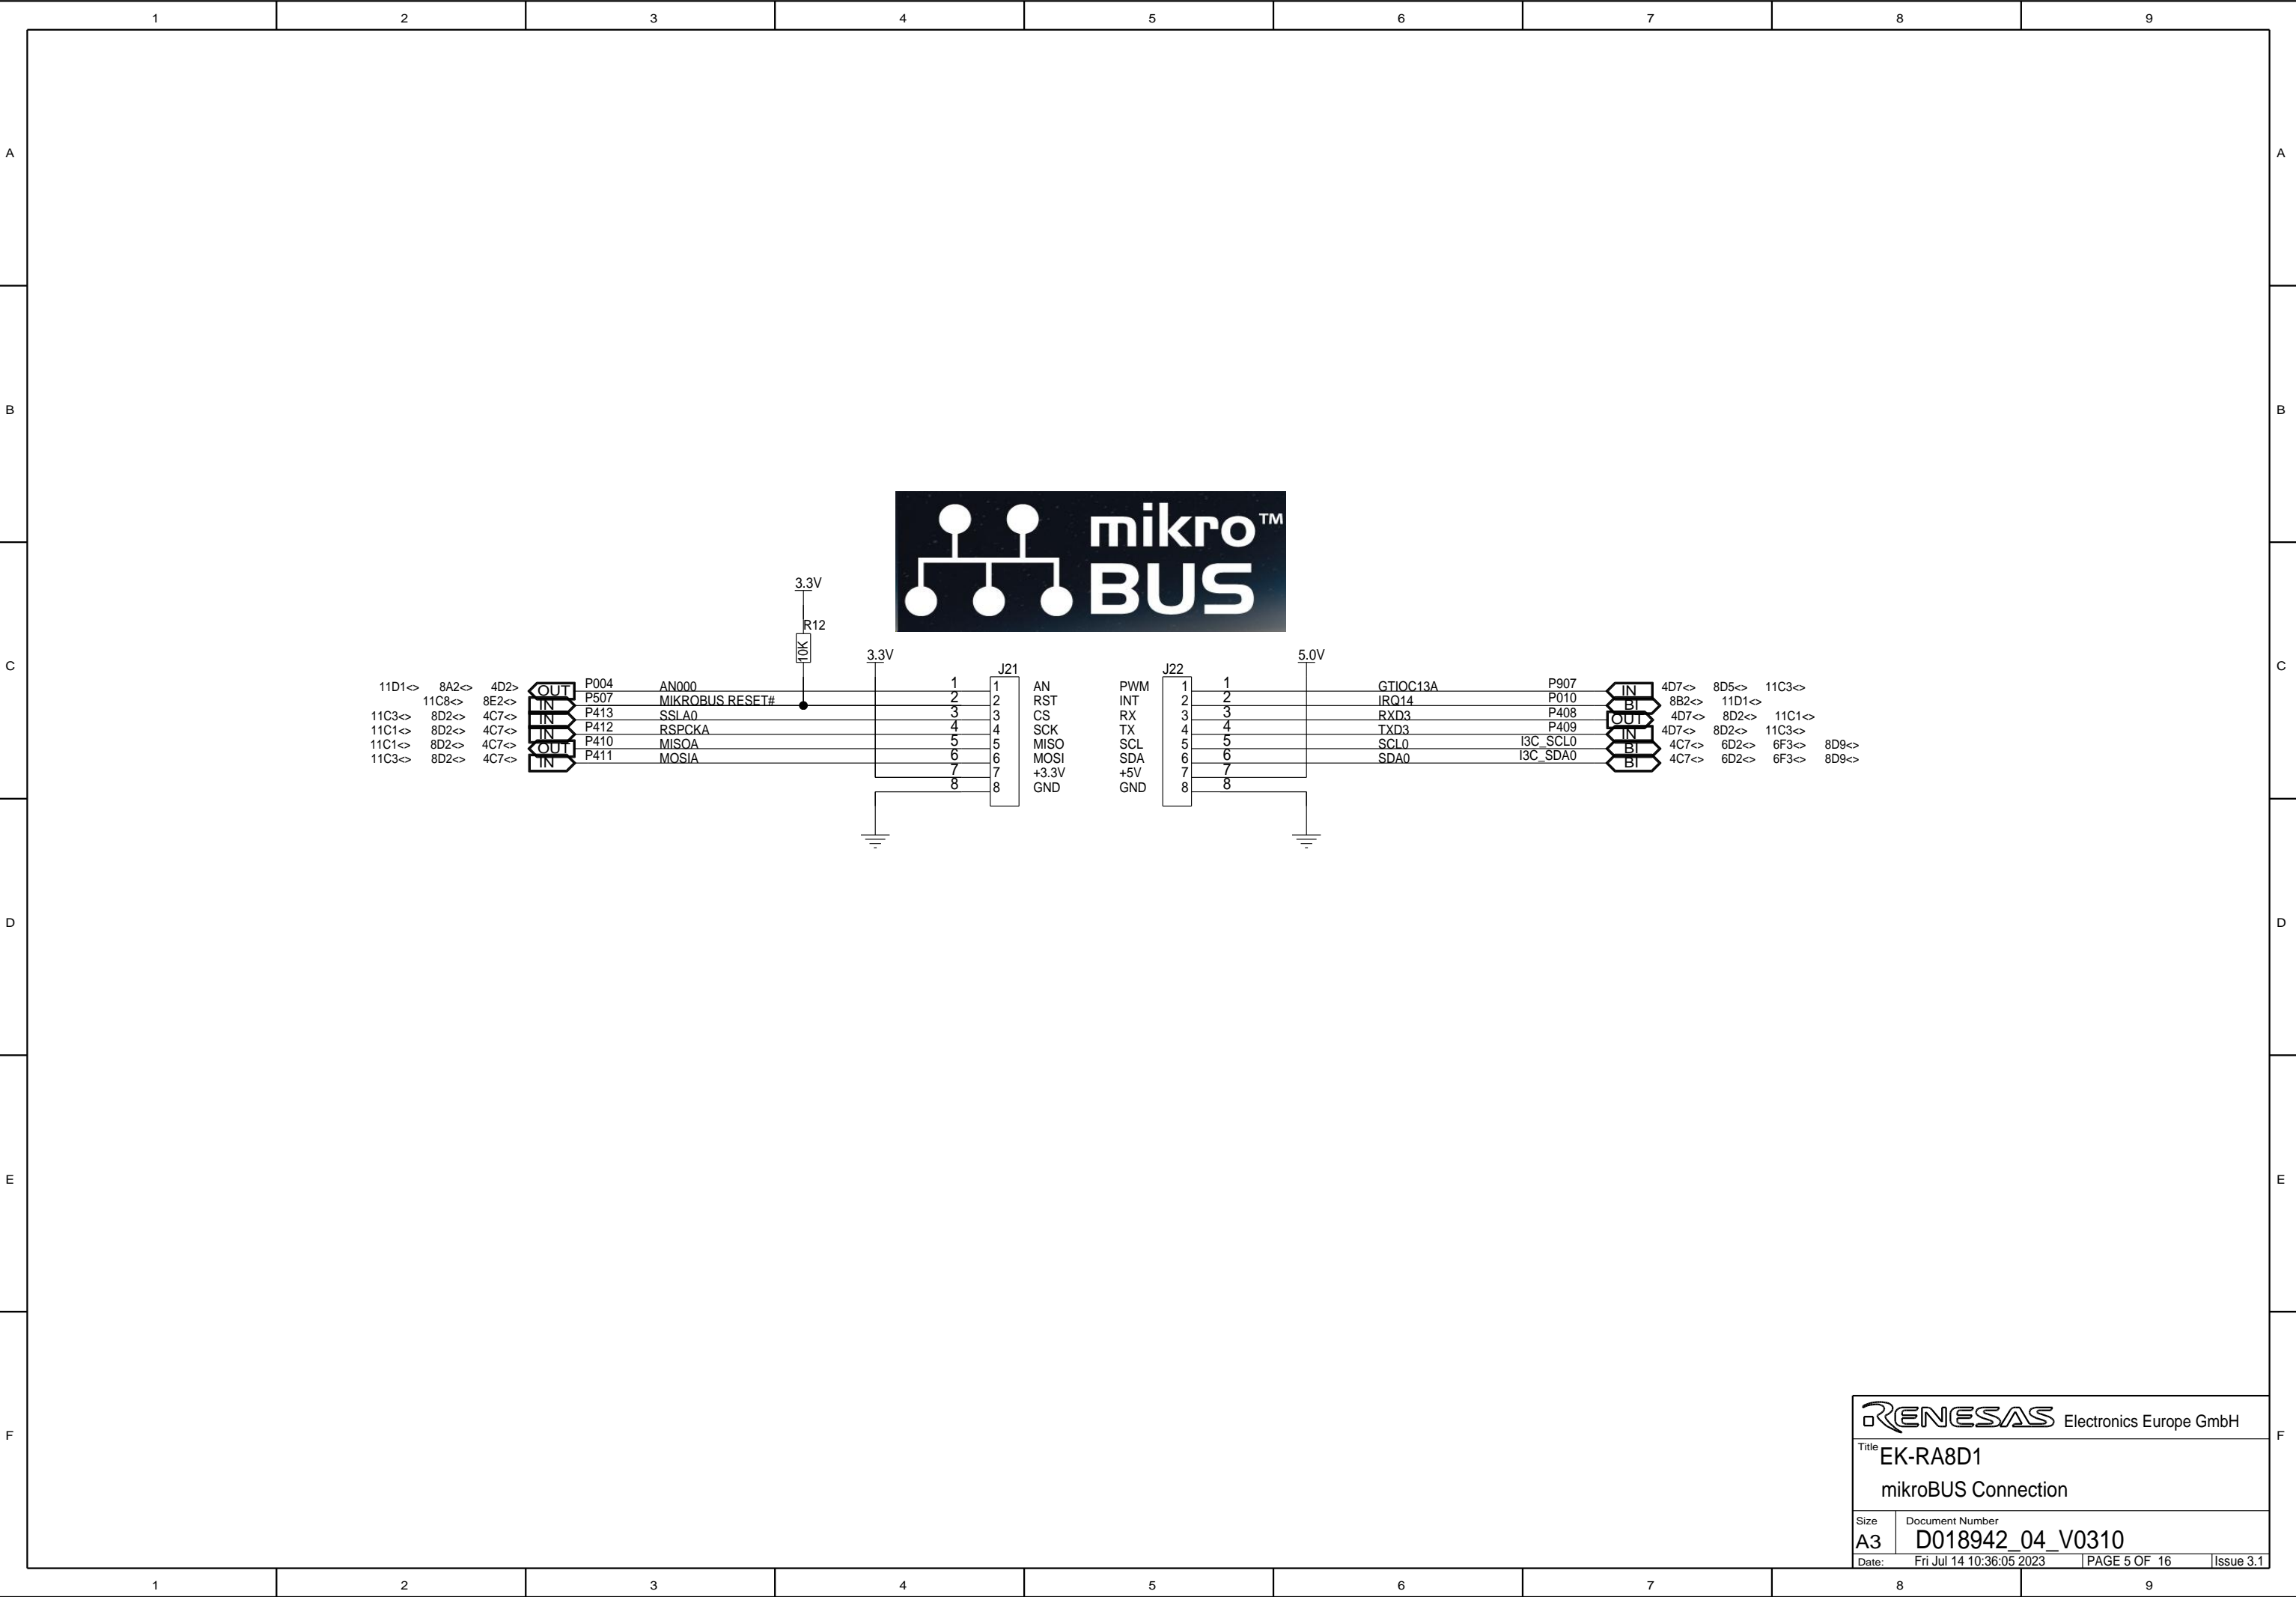 1 2 3 4 5 6 7 8 9
A A
B B
mikro™
BUS
C C
3.3V
R12
10K
3.3V 5.0V
J21 J22
11D1<> 8A2<> 4D2> OUT P004 AN000 1 1 AN PWM 1 1 GTIOC13A P907 IN 4D7<> 8D5<> 11C3<>
11C8<> 8E2<> IN P507 MIKROBUS RESET# 2 2 RST INT 2 2 IRQ14 P010 BI 8B2<> 11D1<>
11C3<> 8D2<> 4C7<> IN P413 SSLA0 3 3 CS RX 3 3 RXD3 P408 OUT 4D7<> 8D2<> 11C1<>
11C1<> 8D2<> 4C7<> IN P412 RSPCKA 4 4 SCK TX 4 4 TXD3 P409 IN 4D7<> 8D2<> 11C3<>
11C1<> 8D2<> 4C7<> OUT P410 MISOA 5 5 MISO SCL 5 5 SCL0 I3C_SCL0 BI 4C7<> 6D2<> 6F3<> 8D9<>
11C3<> 8D2<> 4C7<> IN P411 MOSIA 6 6 MOSI SDA 6 6 SDA0 I3C_SDA0 BI 4C7<> 6D2<> 6F3<> 8D9<>
7 7 +3.3V +5V 7 7
8 8 GND GND 8 8
D D
E E
F F
RENESAS Electronics Europe GmbH
Title EK-RA8D1
mikroBUS Connection
Size Document Number
A3 D018942_04_V0310
Date: Fri Jul 14 10:36:05 2023 PAGE 5 OF 16 Issue 3.1
1 2 3 4 5 6 7 8 9